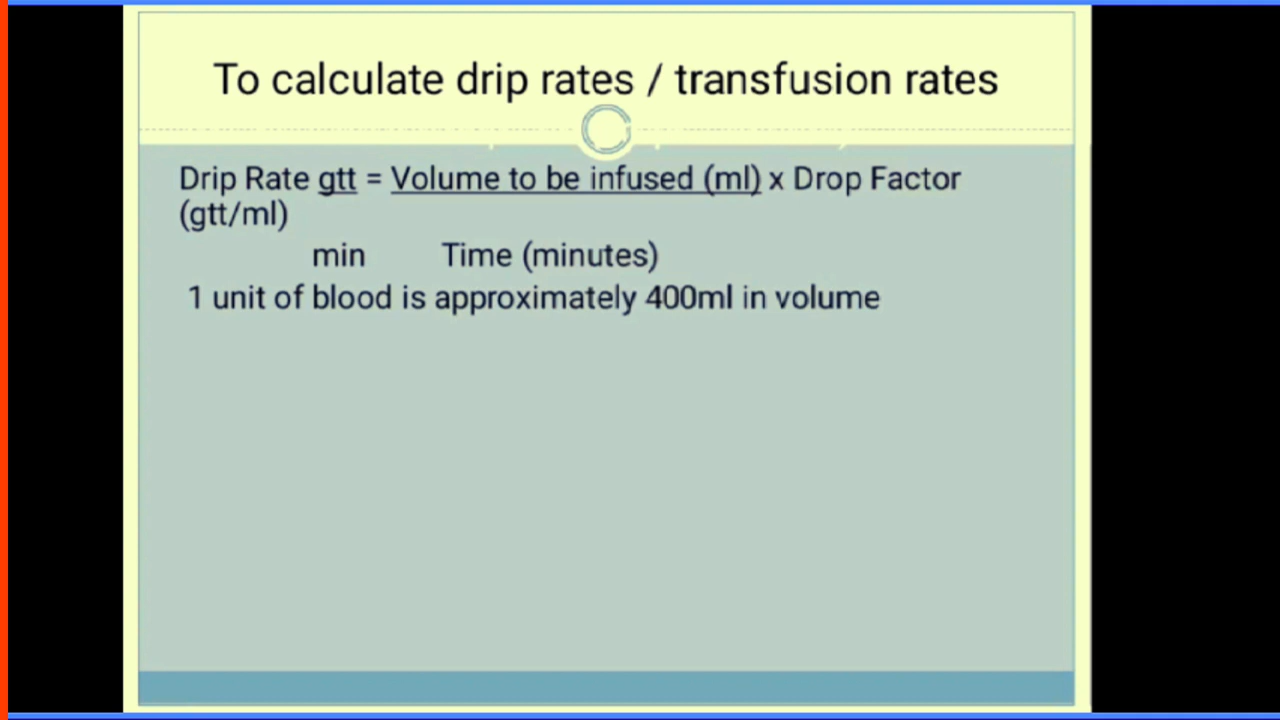 To calculate drip rates / transfusion rates
Drip Rate gtt = Volume to be infused (ml) x Drop Factor
(gtt/ml)
min Time (minutes)
1 unit of blood is approximately 400ml in volume